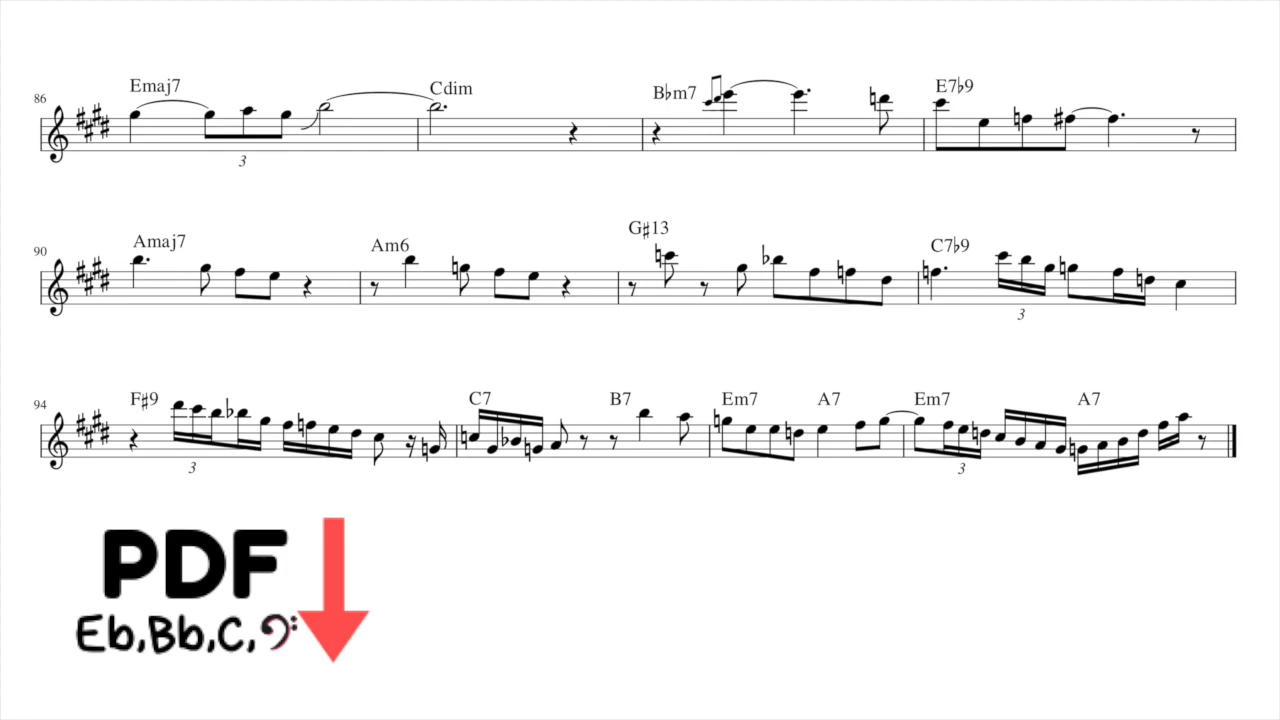 86 Emaj7 Cdim B♭m7 E7♭9
3
90 Amaj7 Am6 G♯13 C7♭9
3
94 F♯9 C7 B7 Em7 A7 Em7 A7
3 3
PDF
Eb,Bb,C,𝄢